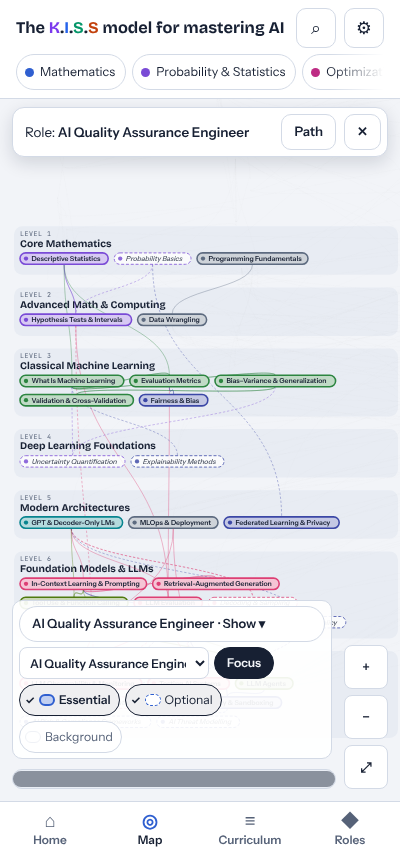 The K.I.S.S model for mastering AI
Mathematics
Probability & Statistics
Optimizat
Role: AI Quality Assurance Engineer
Path
LEVEL 1
Core Mathematics
Descriptive Statistics
Probability Basics
Programming Fundamentals
LEVEL 2
Advanced Math & Computing
Hypothesis Tests & Intervals
Data Wrangling
LEVEL 3
Classical Machine Learning
What Is Machine Learning
Evaluation Metrics
Bias–Variance & Generalization
Validation & Cross-Validation
Fairness & Bias
LEVEL 4
Deep Learning Foundations
Uncertainty Quantification
Explainability Methods
LEVEL 5
Modern Architectures
GPT & Decoder-Only LMs
MLOps & Deployment
Federated Learning & Privacy
LEVEL 6
Foundation Models & LLMs
In-Context Learning & Prompting
Retrieval-Augmented Generation
AI Quality Assurance Engineer · Show ▾
AI Quality Assurance Engine
Focus
✓ Essential
✓ Optional
Background
+
−
Home
Map
Curriculum
Roles